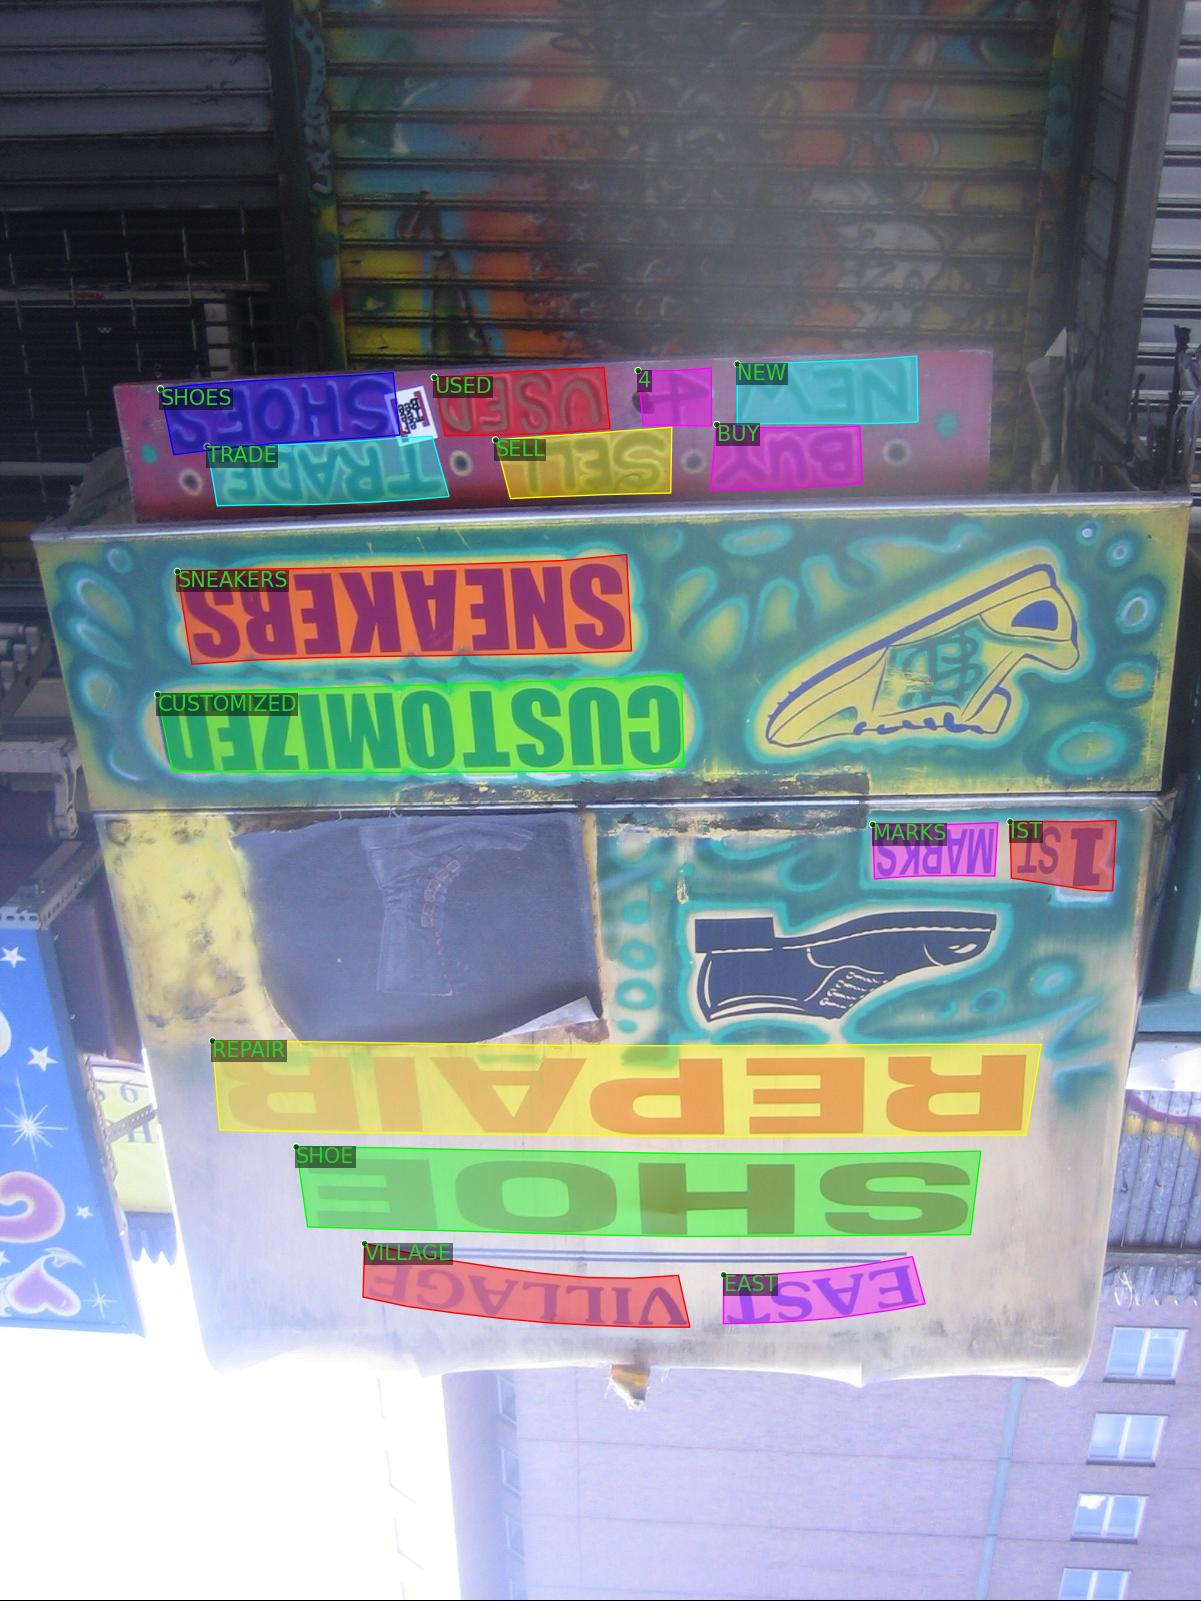 EAST VILLAGE
SHOE
REPAIR
1ST MARKS
CUSTOMIZED
SNEAKERS
BUY SELL TRADE
NEW 4 USED SHOES